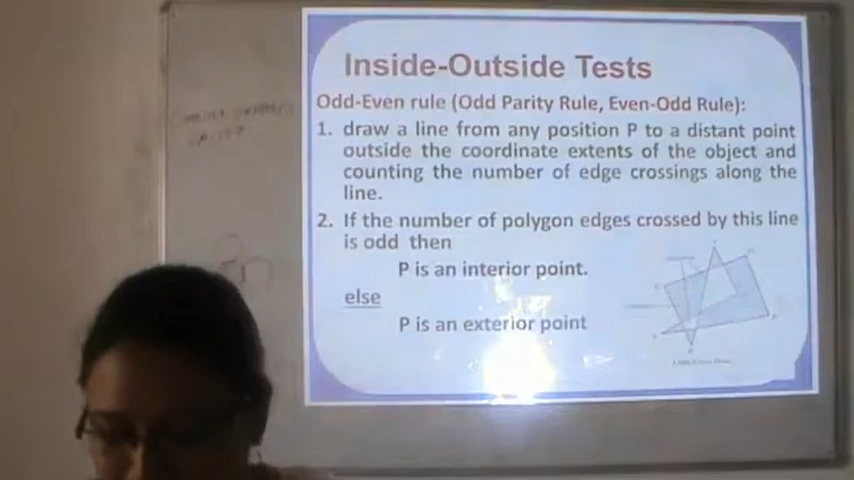 Inside-Outside Tests
Odd-Even rule (Odd Parity Rule, Even-Odd Rule):
1. draw a line from any position P to a distant point
outside the coordinate extents of the object and
counting the number of edge crossings along the
line.
2. If the number of polygon edges crossed by this line
is odd then
P is an interior point.
else
P is an exterior point